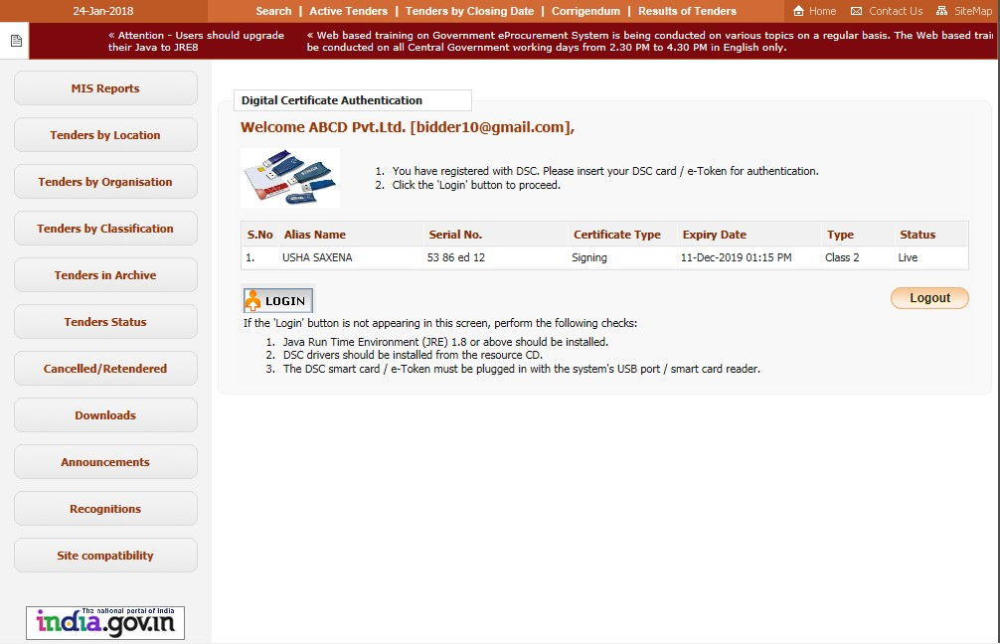 24-Jan-2018
Search | Active Tenders | Tenders by Closing Date | Corrigendum | Results of Tenders
Home Contact Us SiteMap
« Attention - Users should upgrade
their Java to JRE8
« Web based training on Government eProcurement System is being conducted on various topics on a regular basis. The Web based
be conducted on all Central Government working days from 2.30 PM to 4.30 PM in English only.
MIS Reports
Tenders by Location
Tenders by Organisation
Tenders by Classification
Tenders in Archive
Tenders Status
Cancelled/Retendered
Downloads
Announcements
Recognitions
Site compatibility
The national portal of India
india.gov.in
Digital Certificate Authentication
Welcome ABCD Pvt.Ltd. [bidder10@gmail.com],
1. You have registered with DSC. Please insert your DSC card / e-Token for authentication.
2. Click the 'Login' button to proceed.
S.No Alias Name Serial No. Certificate Type Expiry Date Type Status
1. USHA SAXENA 53 86 ed 12 Signing 11-Dec-2019 01:15 PM Class 2 Live
LOGIN
Logout
If the 'Login' button is not appearing in this screen, perform the following checks:
1. Java Run Time Environment (JRE) 1.8 or above should be installed.
2. DSC drivers should be installed from the resource CD.
3. The DSC smart card / e-Token must be plugged in with the system's USB port / smart card reader.